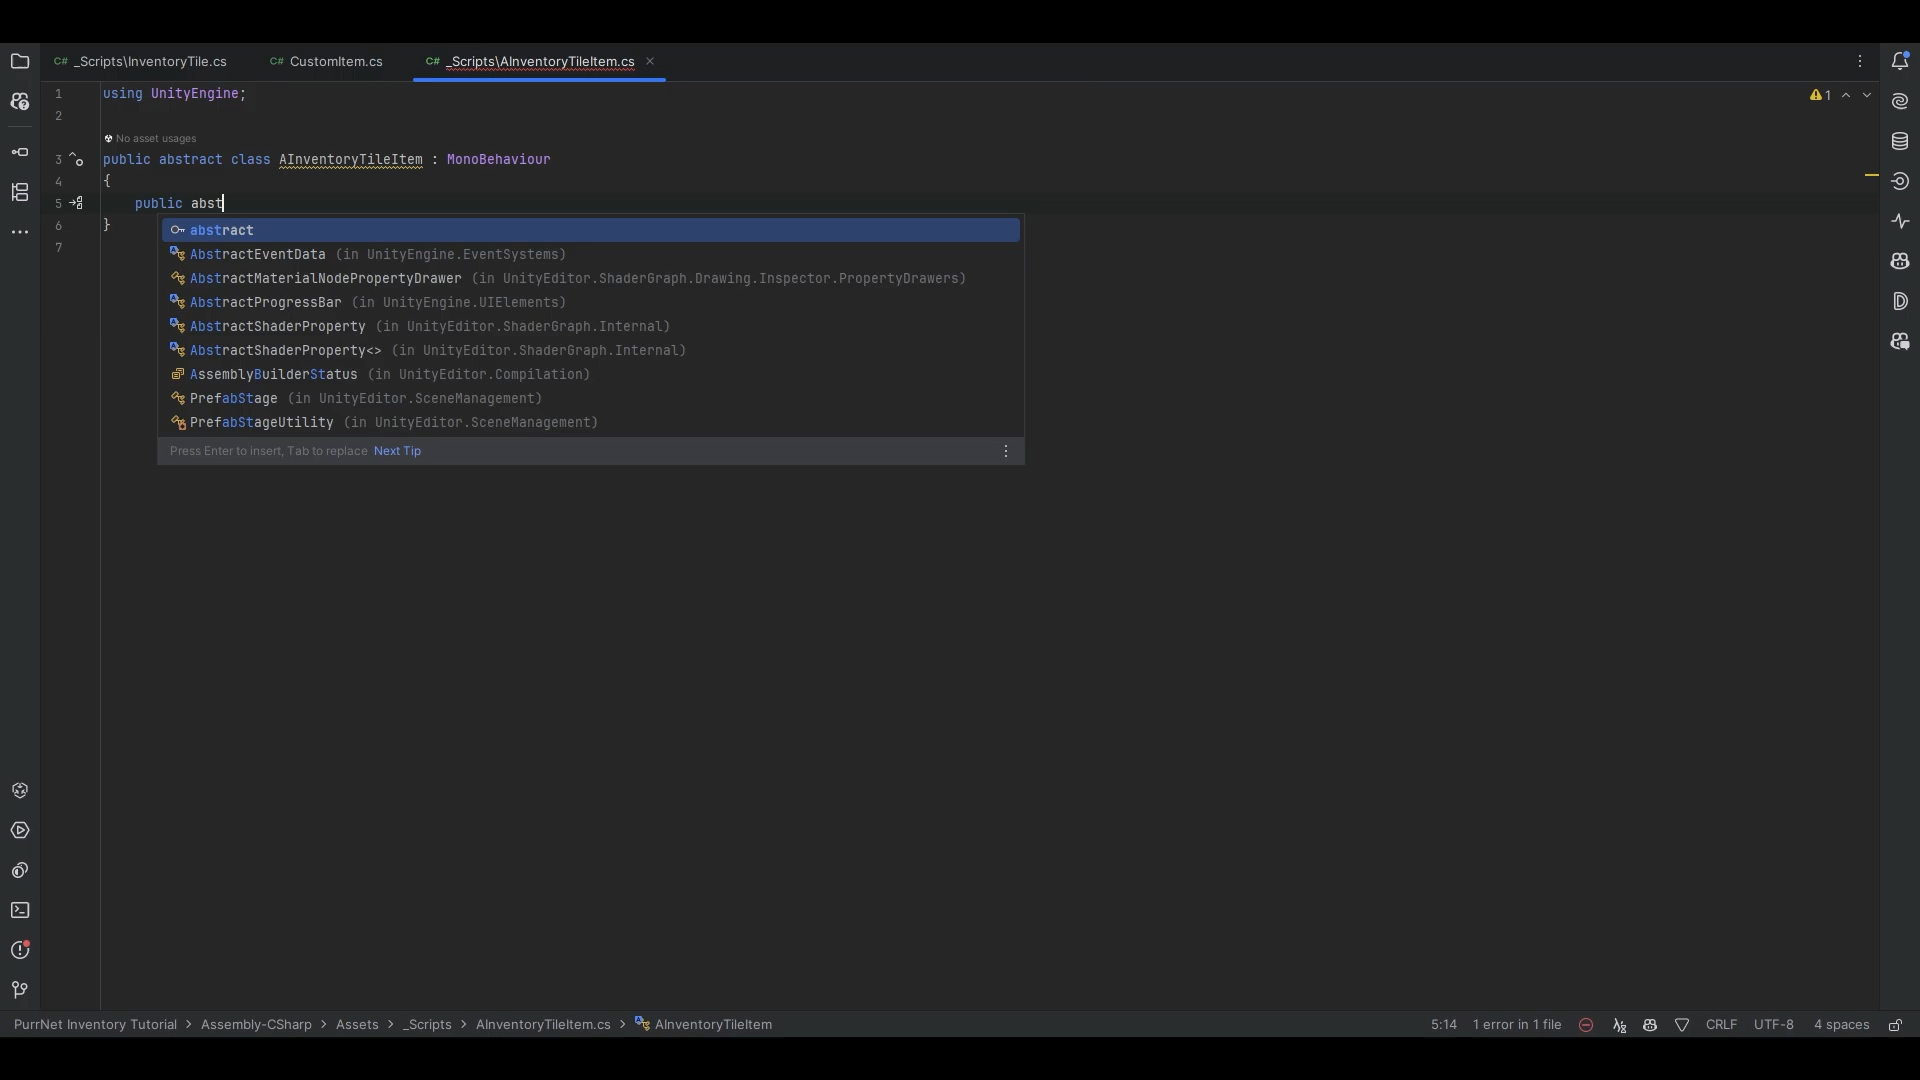 C# _Scripts\InventoryTile.cs C# CustomItem.cs C# _Scripts\AInventoryTileItem.cs
1 using UnityEngine;
1
2
No asset usages
3 public abstract class AInventoryTileItem : MonoBehaviour
4 {
5 public abst
6 }
7
abstract
AbstractEventData (in UnityEngine.EventSystems)
AbstractMaterialNodePropertyDrawer (in UnityEditor.ShaderGraph.Drawing.Inspector.PropertyDrawers)
AbstractProgressBar (in UnityEngine.UIElements)
AbstractShaderProperty (in UnityEditor.ShaderGraph.Internal)
AbstractShaderProperty<> (in UnityEditor.ShaderGraph.Internal)
AssemblyBuilderStatus (in UnityEditor.Compilation)
PrefabStage (in UnityEditor.SceneManagement)
PrefabStageUtility (in UnityEditor.SceneManagement)
Press Enter to insert, Tab to replace Next Tip
PurrNet Inventory Tutorial > Assembly-CSharp > Assets > _Scripts > AInventoryTileItem.cs > AInventoryTileItem
5:14 1 error in 1 file CRLF UTF-8 4 spaces